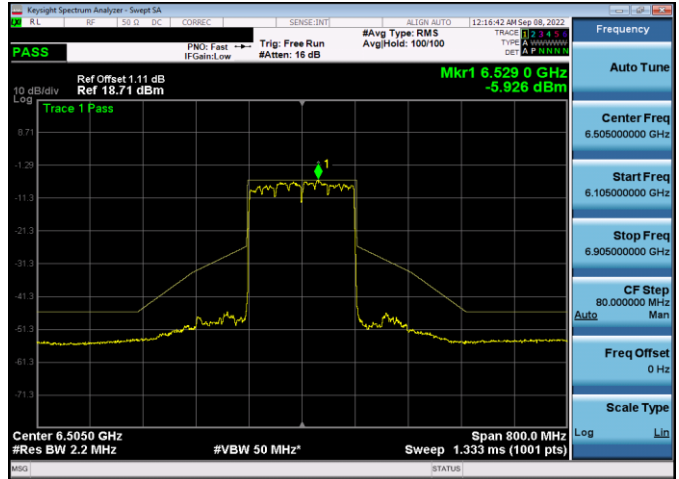 Keysight Spectrum Analyzer - Swept SA
RL RF 50 Ω DC CORREC SENSE:INT ALIGN AUTO 12:16:42 AM Sep 08, 2022
PASS
PNO: Fast
IFGain:Low
Trig: Free Run
#Atten: 16 dB
#Avg Type: RMS
Avg|Hold: 100/100
TRACE 1 2 3 4 5 6
TYPE A WWWWW
DET A P N N N N
Mkr1 6.529 0 GHz
-5.926 dBm
Ref Offset 1.11 dB
10 dB/div Ref 18.71 dBm
Log
Trace 1 Pass
8.71
-1.29
-11.3
-21.3
-31.3
-41.3
-51.3
-61.3
-71.3
1
Center 6.5050 GHz Span 800.0 MHz
#Res BW 2.2 MHz #VBW 50 MHz* Sweep 1.333 ms (1001 pts)
MSG STATUS
Frequency
Auto Tune
Center Freq
6.505000000 GHz
Start Freq
6.105000000 GHz
Stop Freq
6.905000000 GHz
CF Step
80.000000 MHz
Auto Man
Freq Offset
0 Hz
Scale Type
Log Lin